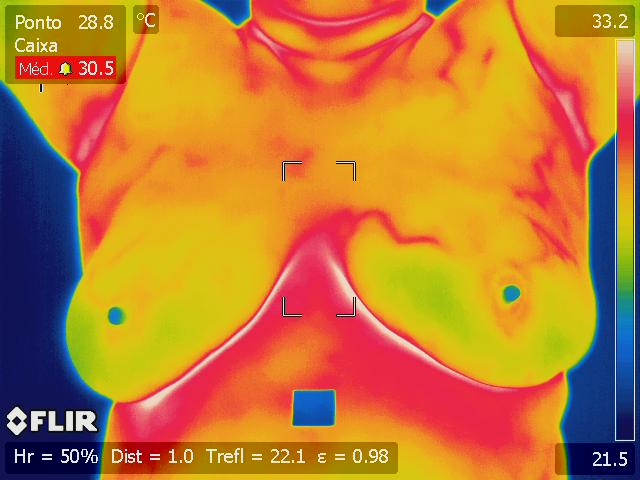 Ponto 28.8 °C
Caixa
Méd. 30.5
33.2
FLIR
Hr = 50% Dist = 1.0 Trefl = 22.1 ε = 0.98
21.5